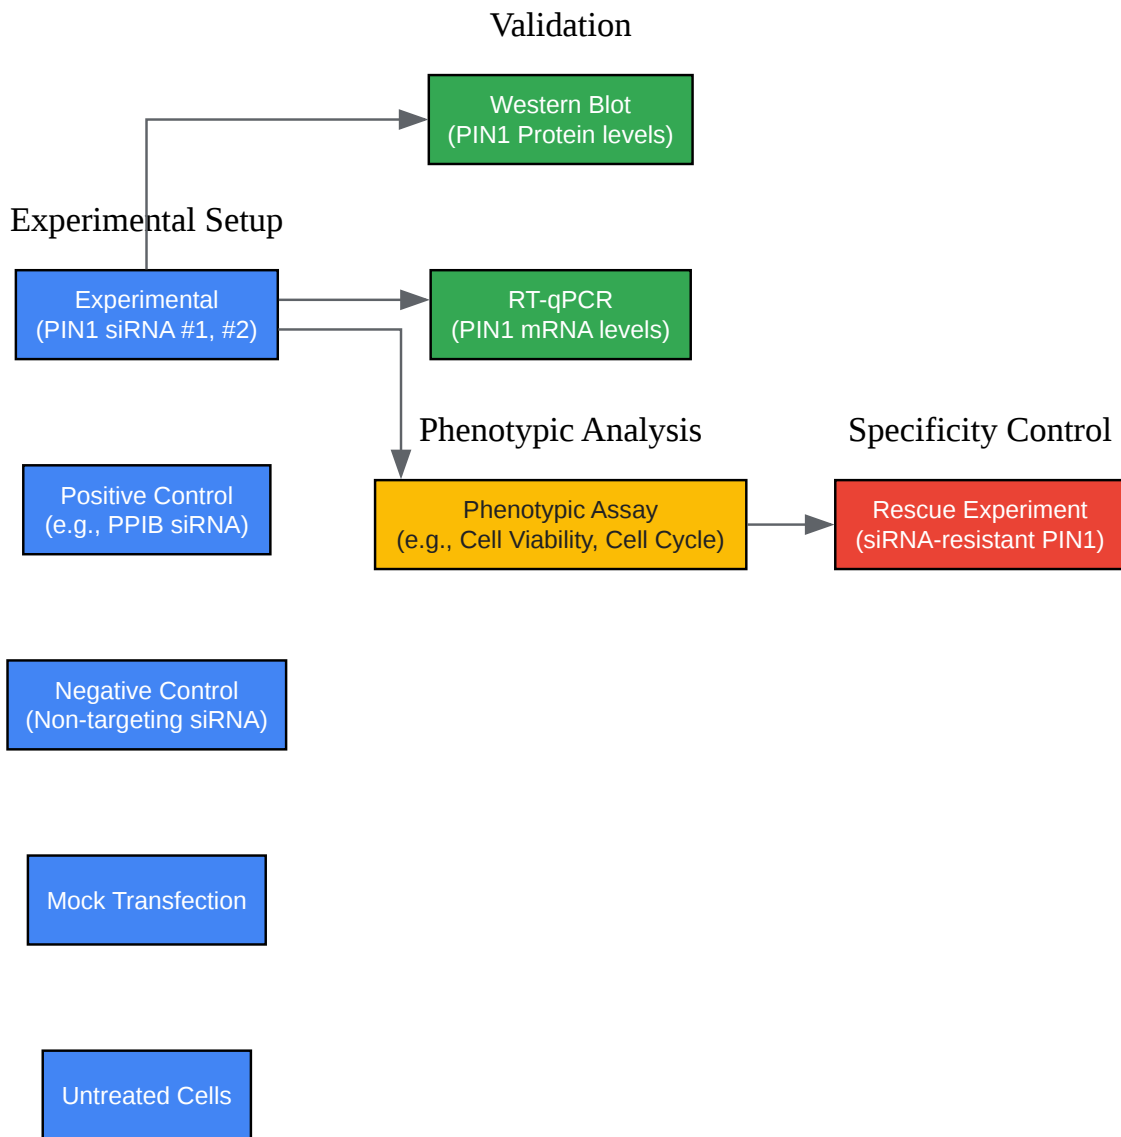 Validation
Western Blot
(PIN1 Protein levels)
Experimental Setup
Experimental
(PIN1 siRNA #1, #2)
RT-qPCR
(PIN1 mRNA levels)
Phenotypic Analysis
Specificity Control
Positive Control
(e.g., PPIB siRNA)
Phenotypic Assay
(e.g., Cell Viability, Cell Cycle)
Rescue Experiment
(siRNA-resistant PIN1)
Negative Control
(Non-targeting siRNA)
Mock Transfection
Untreated Cells